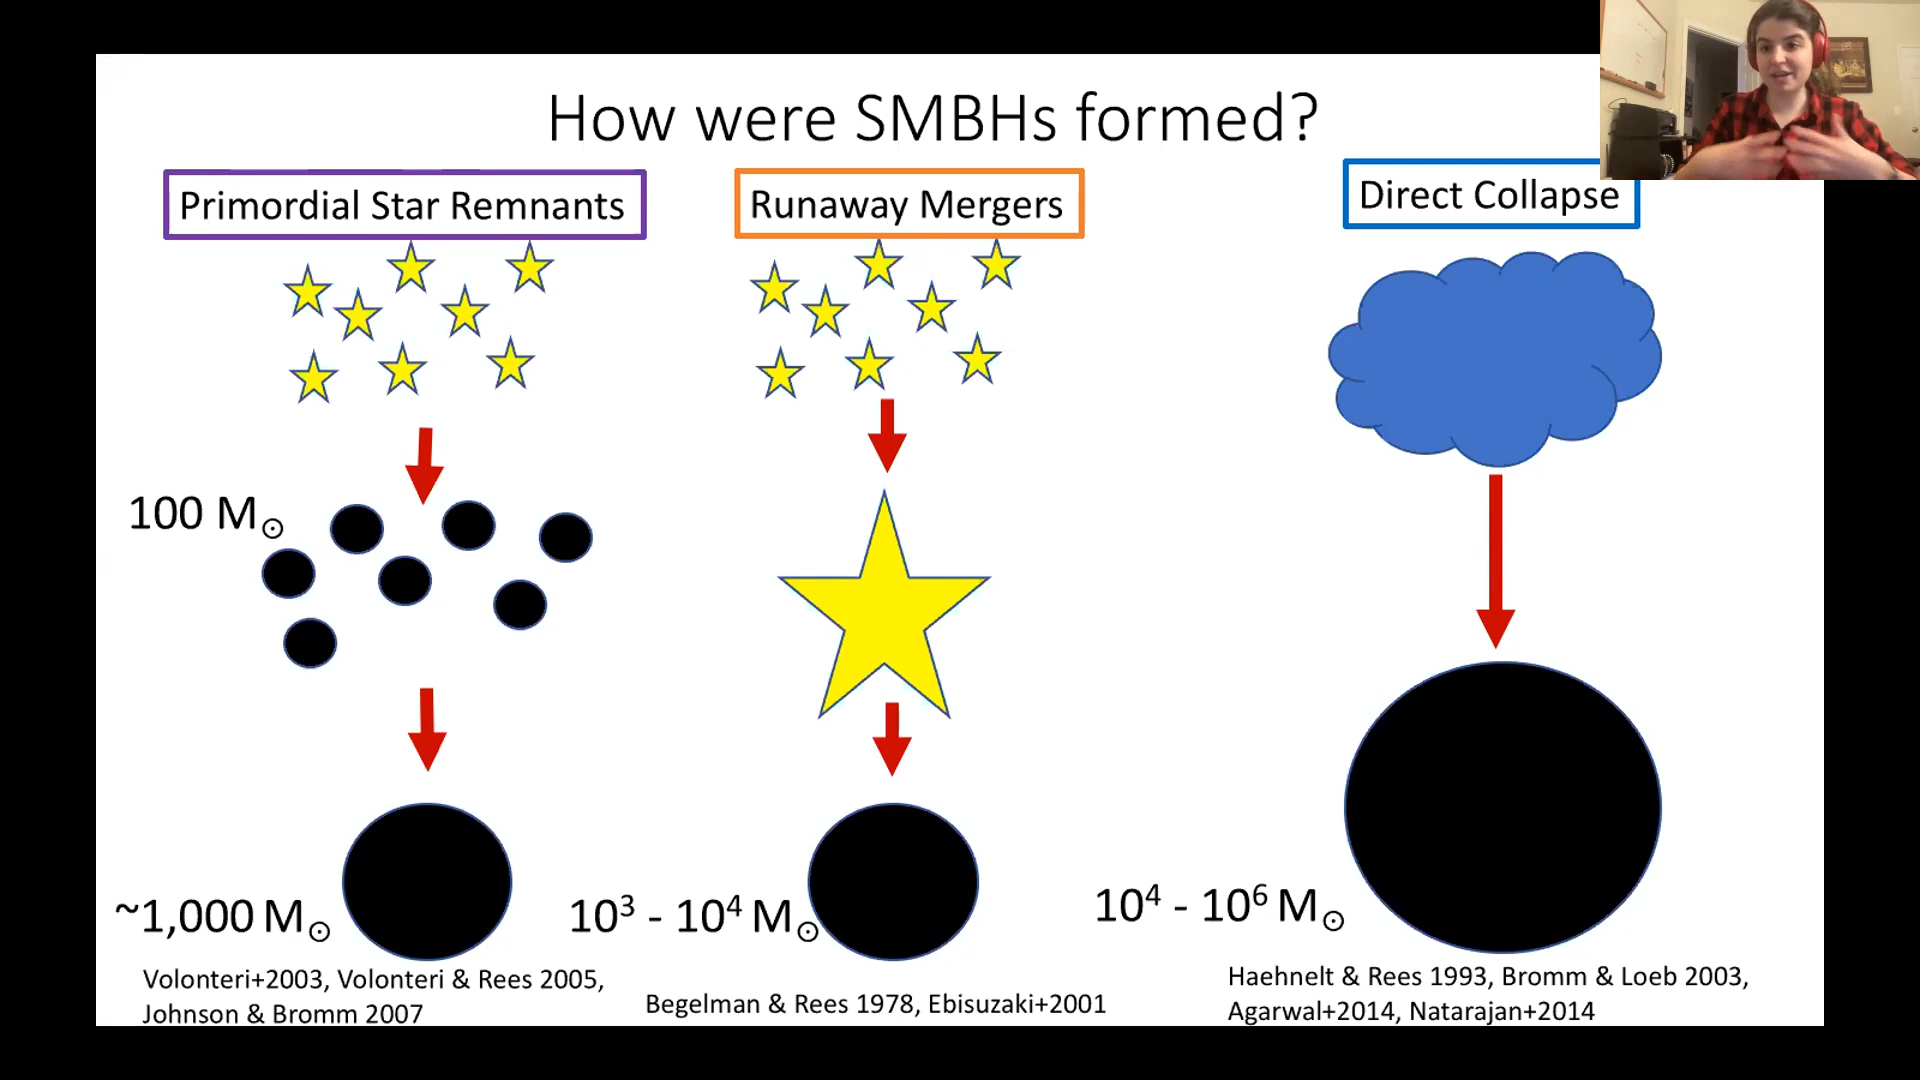 How were SMBHs formed?
Primordial Star Remnants
Runaway Mergers
Direct Collapse
100 M☉
~1,000 M☉
10³ - 10⁴ M☉
10⁴ - 10⁶ M☉
Volonteri+2003, Volonteri & Rees 2005,
Johnson & Bromm 2007
Begelman & Rees 1978, Ebisuzaki+2001
Haehnelt & Rees 1993, Bromm & Loeb 2003,
Agarwal+2014, Natarajan+2014